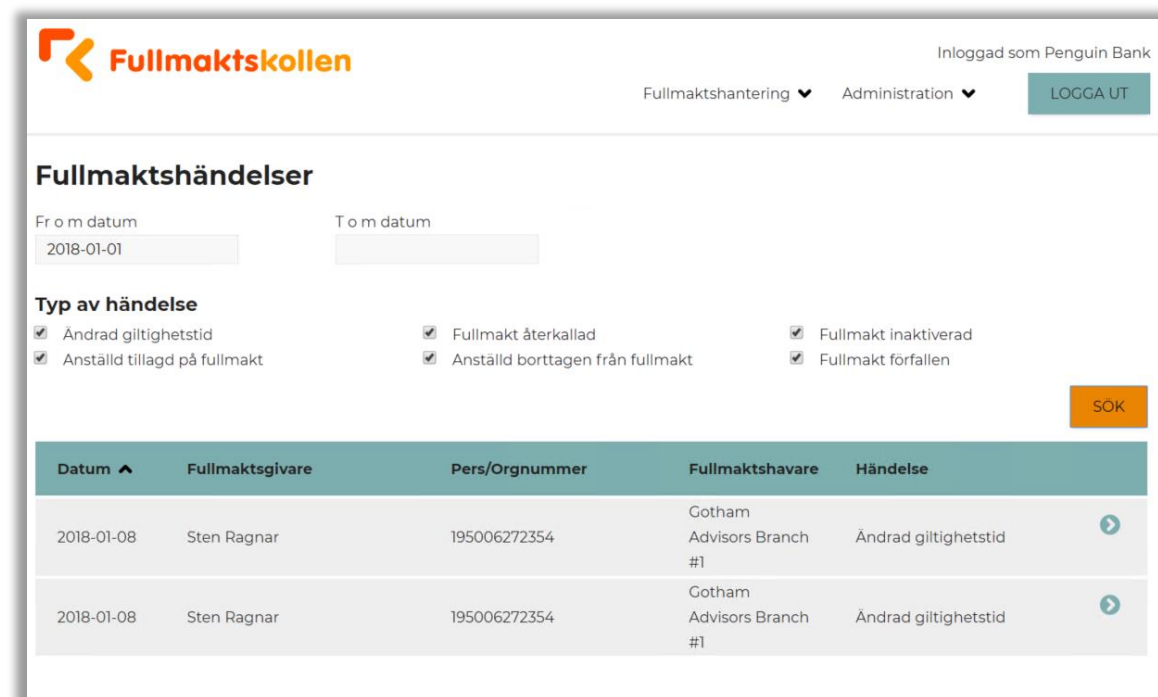 Fullmaktskollen
Inloggad som Penguin Bank
Fullmaktshantering Administration LOGGA UT
Fullmaktshändelser
Fr o m datum T o m datum
2018-01-01
Typ av händelse
Ändrad giltighetstid Fullmakt återkallad Fullmakt inaktiverad
Anställd tillagd på fullmakt Anställd borttagen från fullmakt Fullmakt förfallen
SÖK
Datum Fullmaktsgivare Pers/Orgnummer Fullmaktshavare Händelse
Gotham
2018-01-08 Sten Ragnar 195006272354 Advisors Branch Ändrad giltighetstid
#1
Gotham
2018-01-08 Sten Ragnar 195006272354 Advisors Branch Ändrad giltighetstid
#1